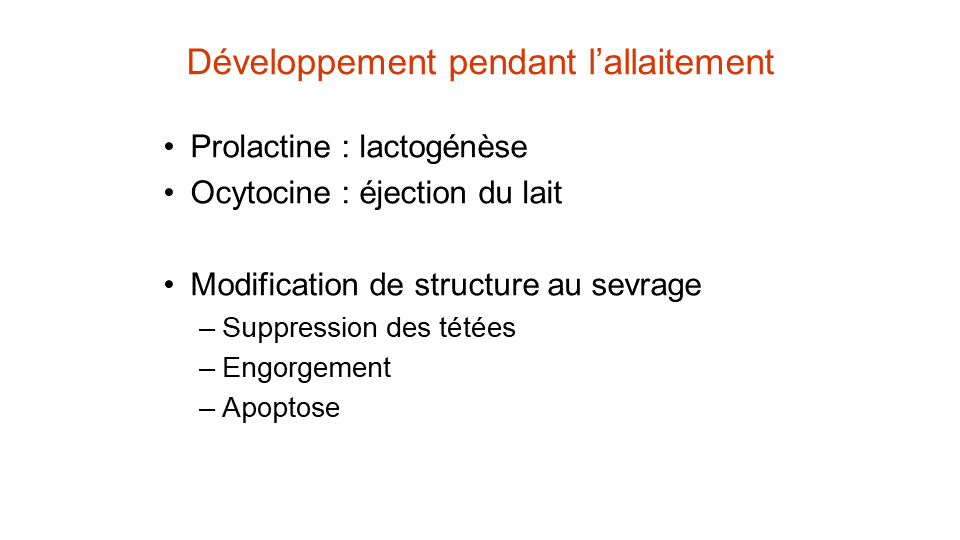 Développement pendant l’allaitement
• Prolactine : lactogénèse
• Ocytocine : éjection du lait
• Modification de structure au sevrage
– Suppression des tétées
– Engorgement
– Apoptose